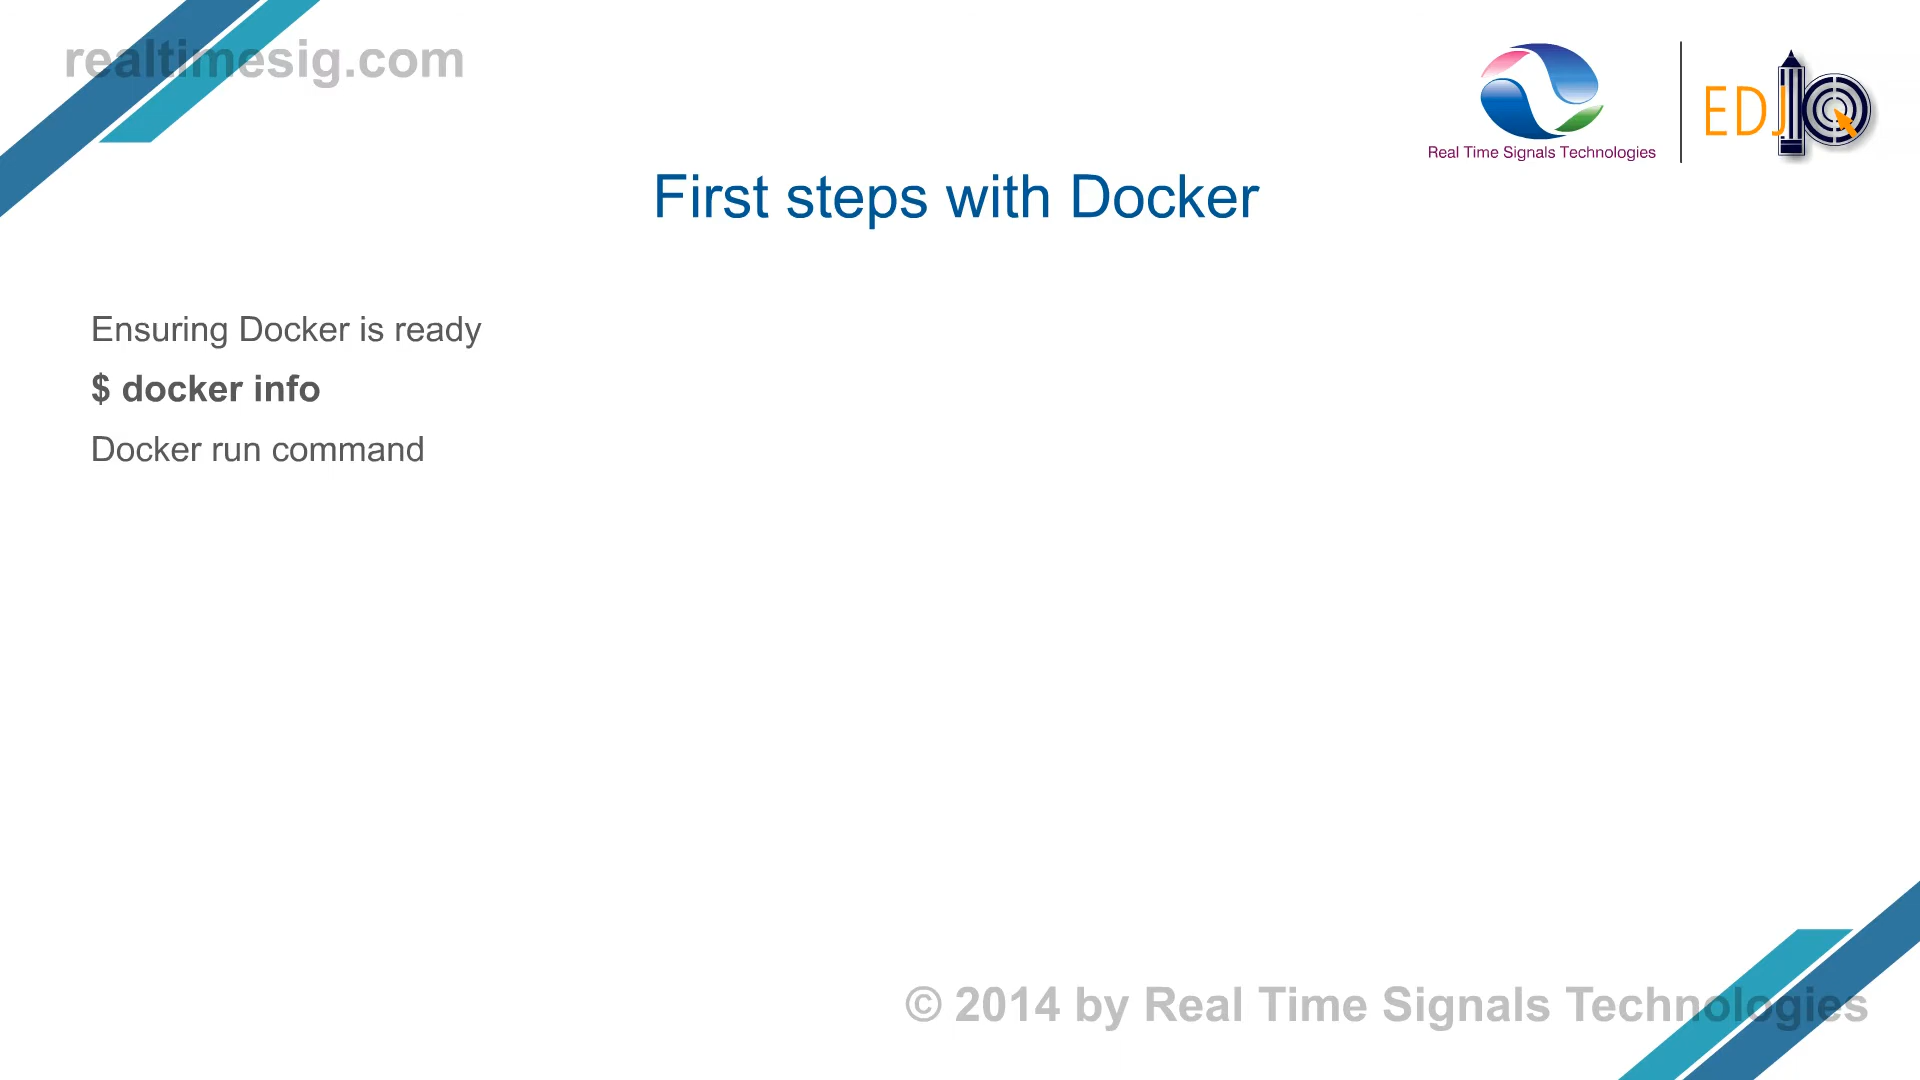 realtimesig.com
Real Time Signals Technologies
EDJIQ
First steps with Docker
Ensuring Docker is ready
$ docker info
Docker run command
© 2014 by Real Time Signals Technologies